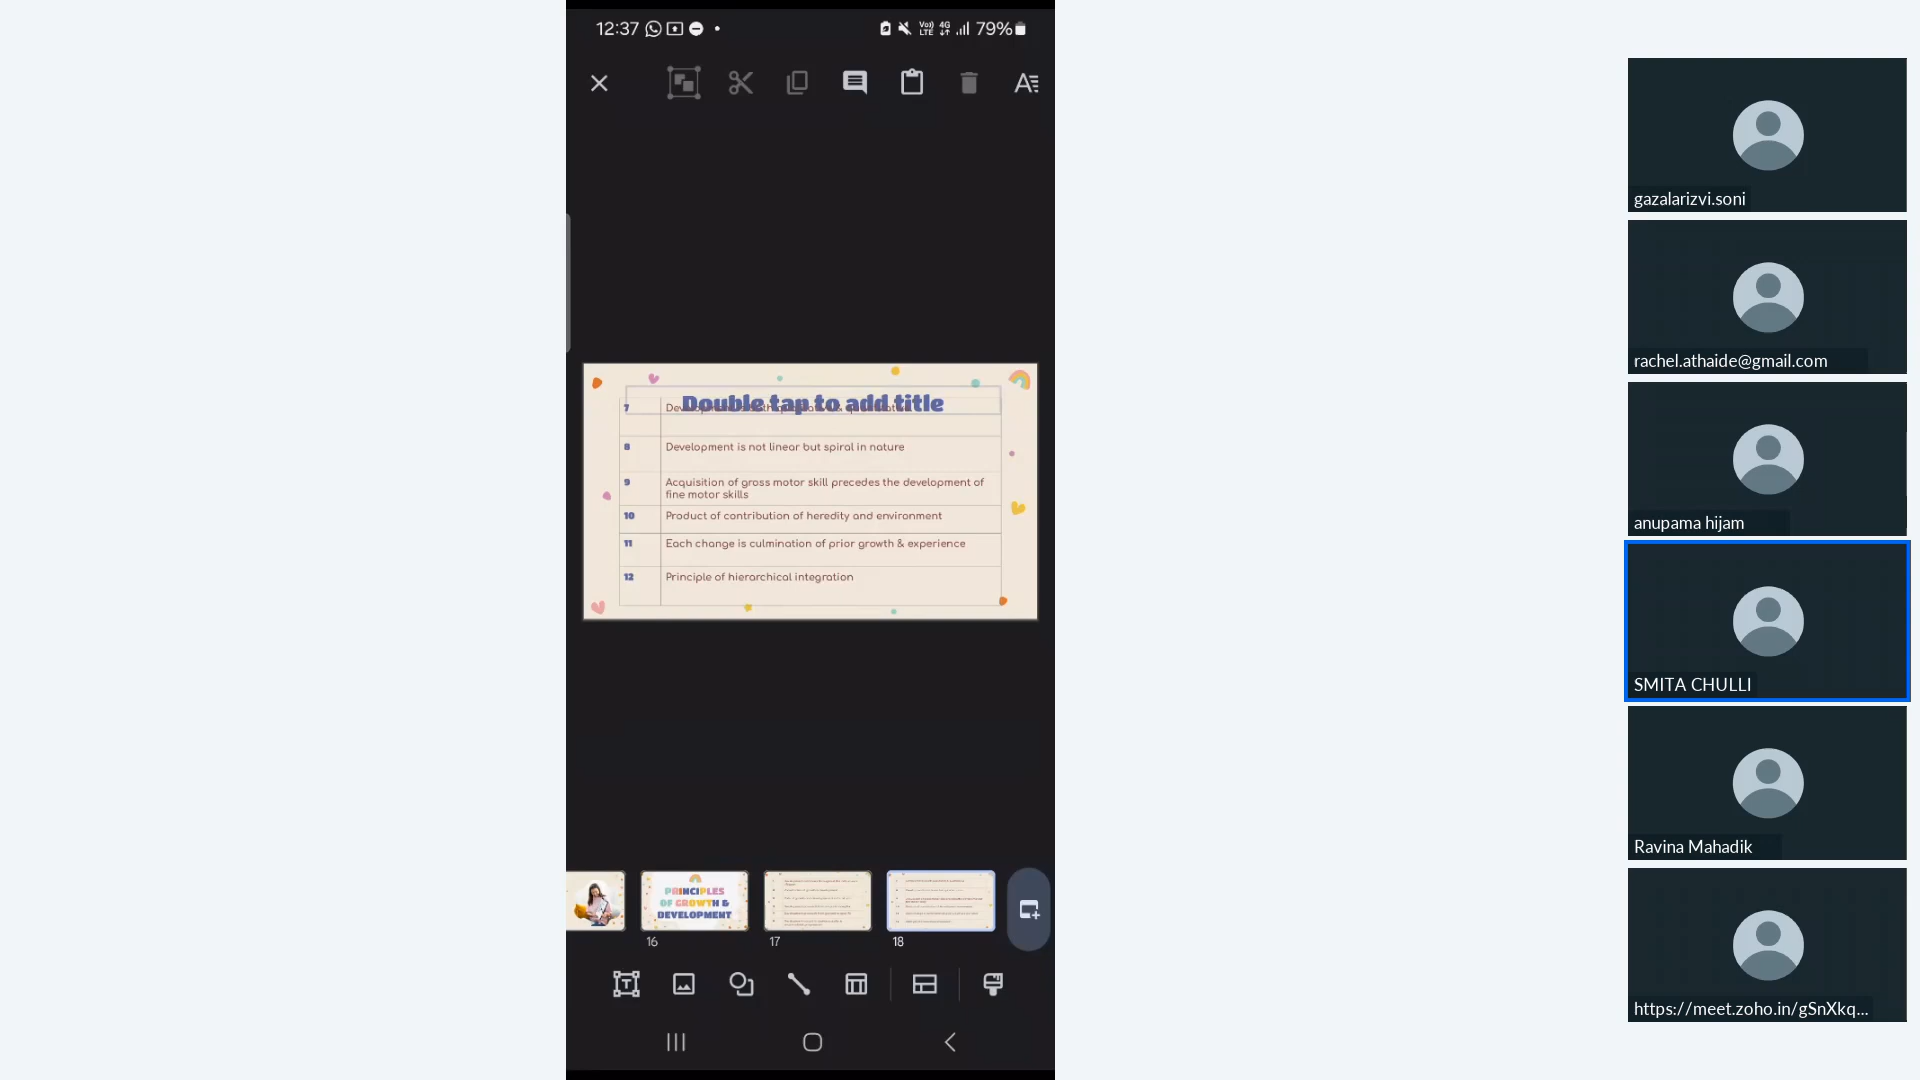 12:37
Vo))
LTE
4G
79%
Double tap to add title
7
8 Development is not linear but spiral in nature
9 Acquisition of gross motor skill precedes the development of
fine motor skills
10 Product of contribution of heredity and environment
11 Each change is culmination of prior growth & experience
12 Principle of hierarchical integration
PRINCIPLES
OF GROWTH &
DEVELOPMENT
16
17
18
gazalarizvi.soni
rachel.athaide@gmail.com
anupama hijam
SMITA CHULLI
Ravina Mahadik
https://meet.zoho.in/gSnXkq...